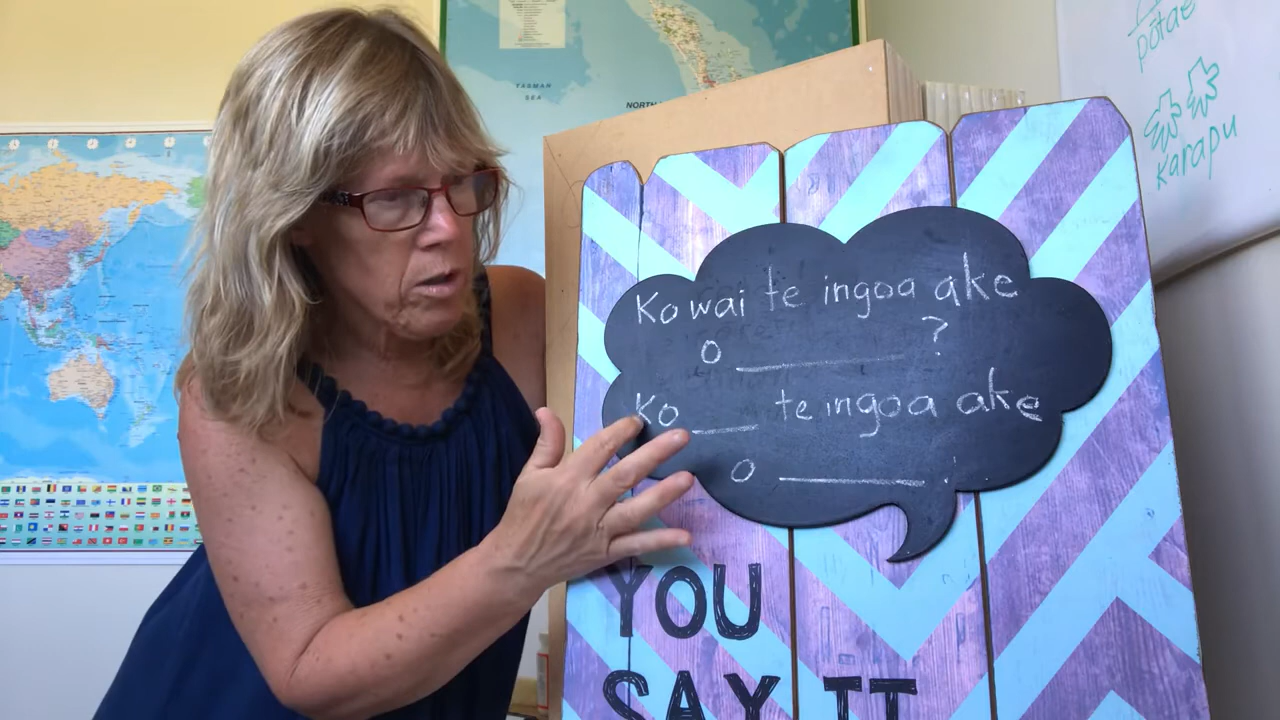 TASMAN
SEA
NORTH
pōtae
karapu
Ko wai te ingoa ake
o ______ ?
Ko ___ te ingoa ake
o ______.
YOU
SAY IT